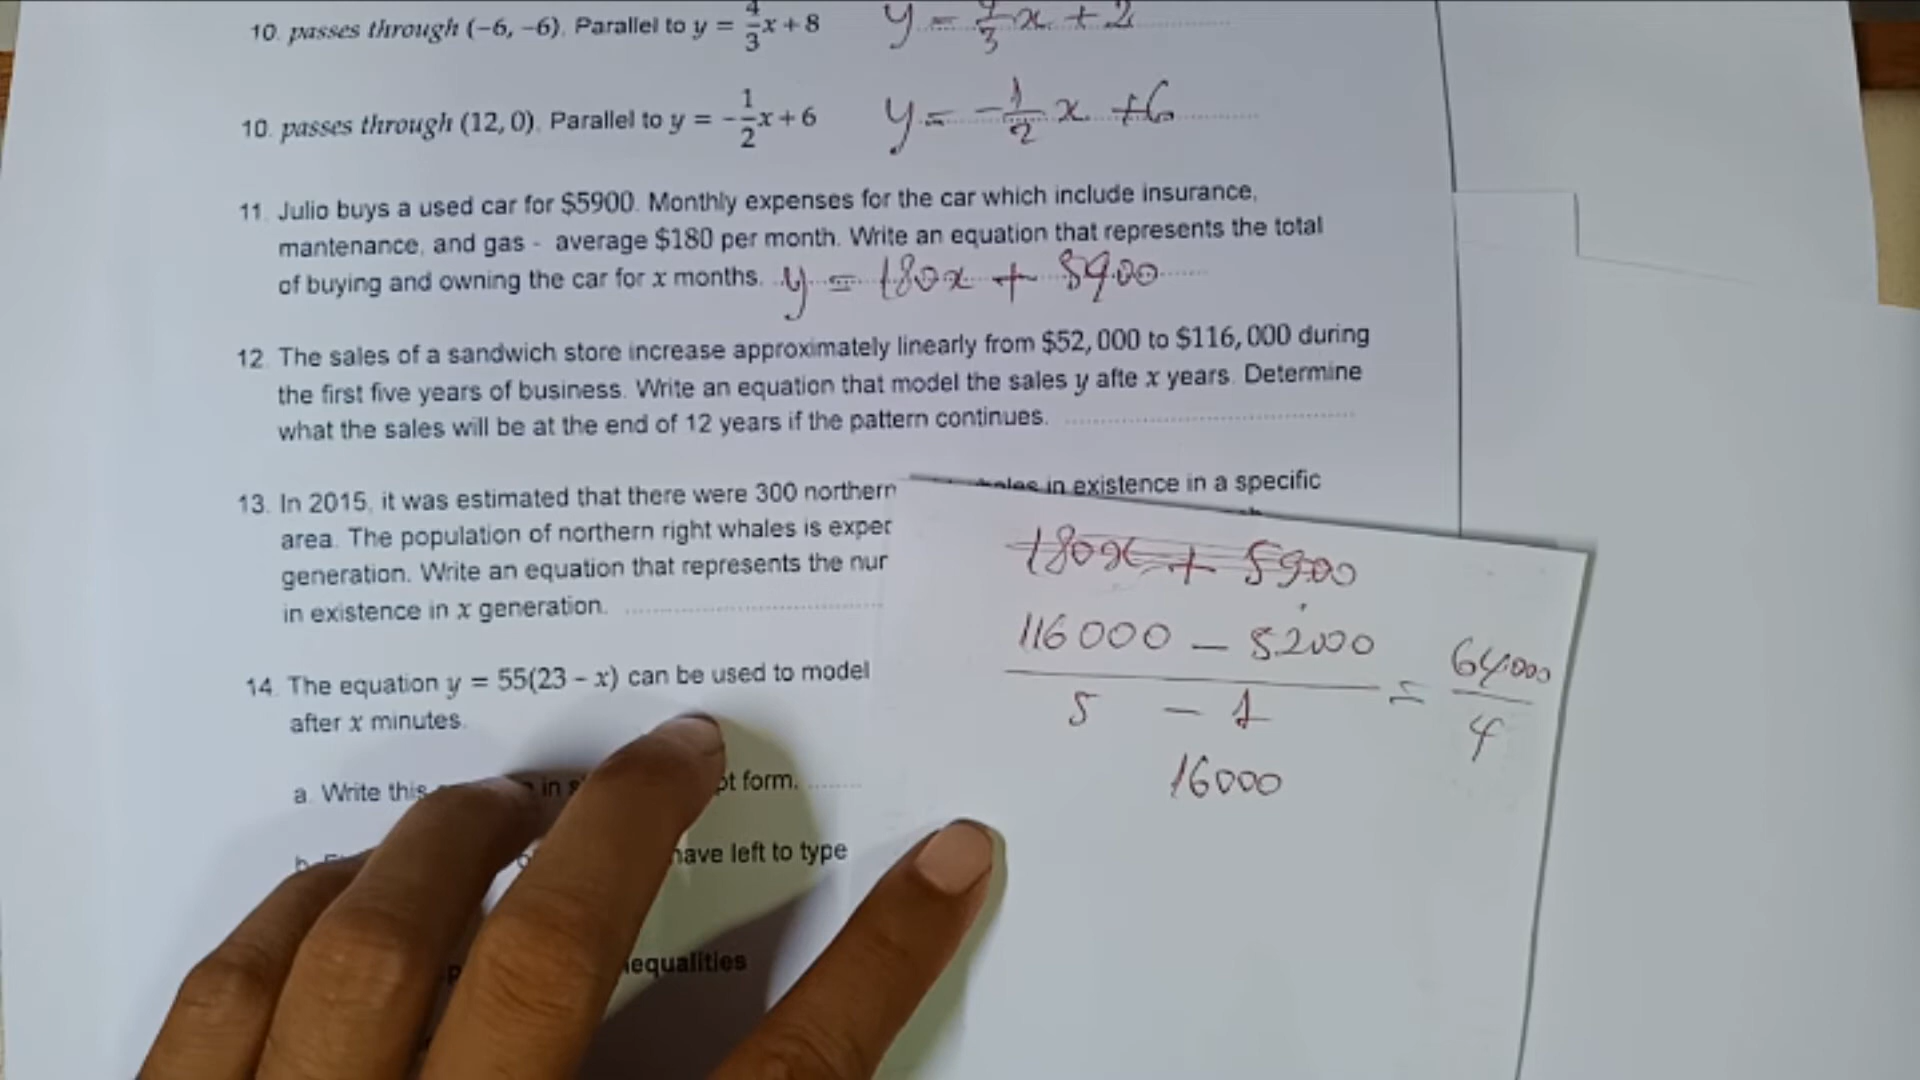 10. passes through (−6, −6). Parallel to y = 4/3 x + 8 y = 4/3 x + 2
10. passes through (12, 0). Parallel to y = −1/2 x + 6 y = −1/2 x + 6
11. Julio buys a used car for $5900. Monthly expenses for the car which include insurance,
mantenance, and gas - average $180 per month. Write an equation that represents the total
of buying and owning the car for x months. y = 180x + 5900
12. The sales of a sandwich store increase approximately linearly from $52,000 to $116,000 during
the first five years of business. Write an equation that model the sales y afte x years. Determine
what the sales will be at the end of 12 years if the pattern continues.
13. In 2015, it was estimated that there were 300 northern in existence in a specific
area. The population of northern right whales is
generation. Write an equation that represents the
in existence in x generation.
14. The equation y = 55(23 − x) can be used to model
after x minutes.
a. Write this in form.
have left to type
180x + 5900
116000 − 52000
5 − 1
= 64000
4
16000